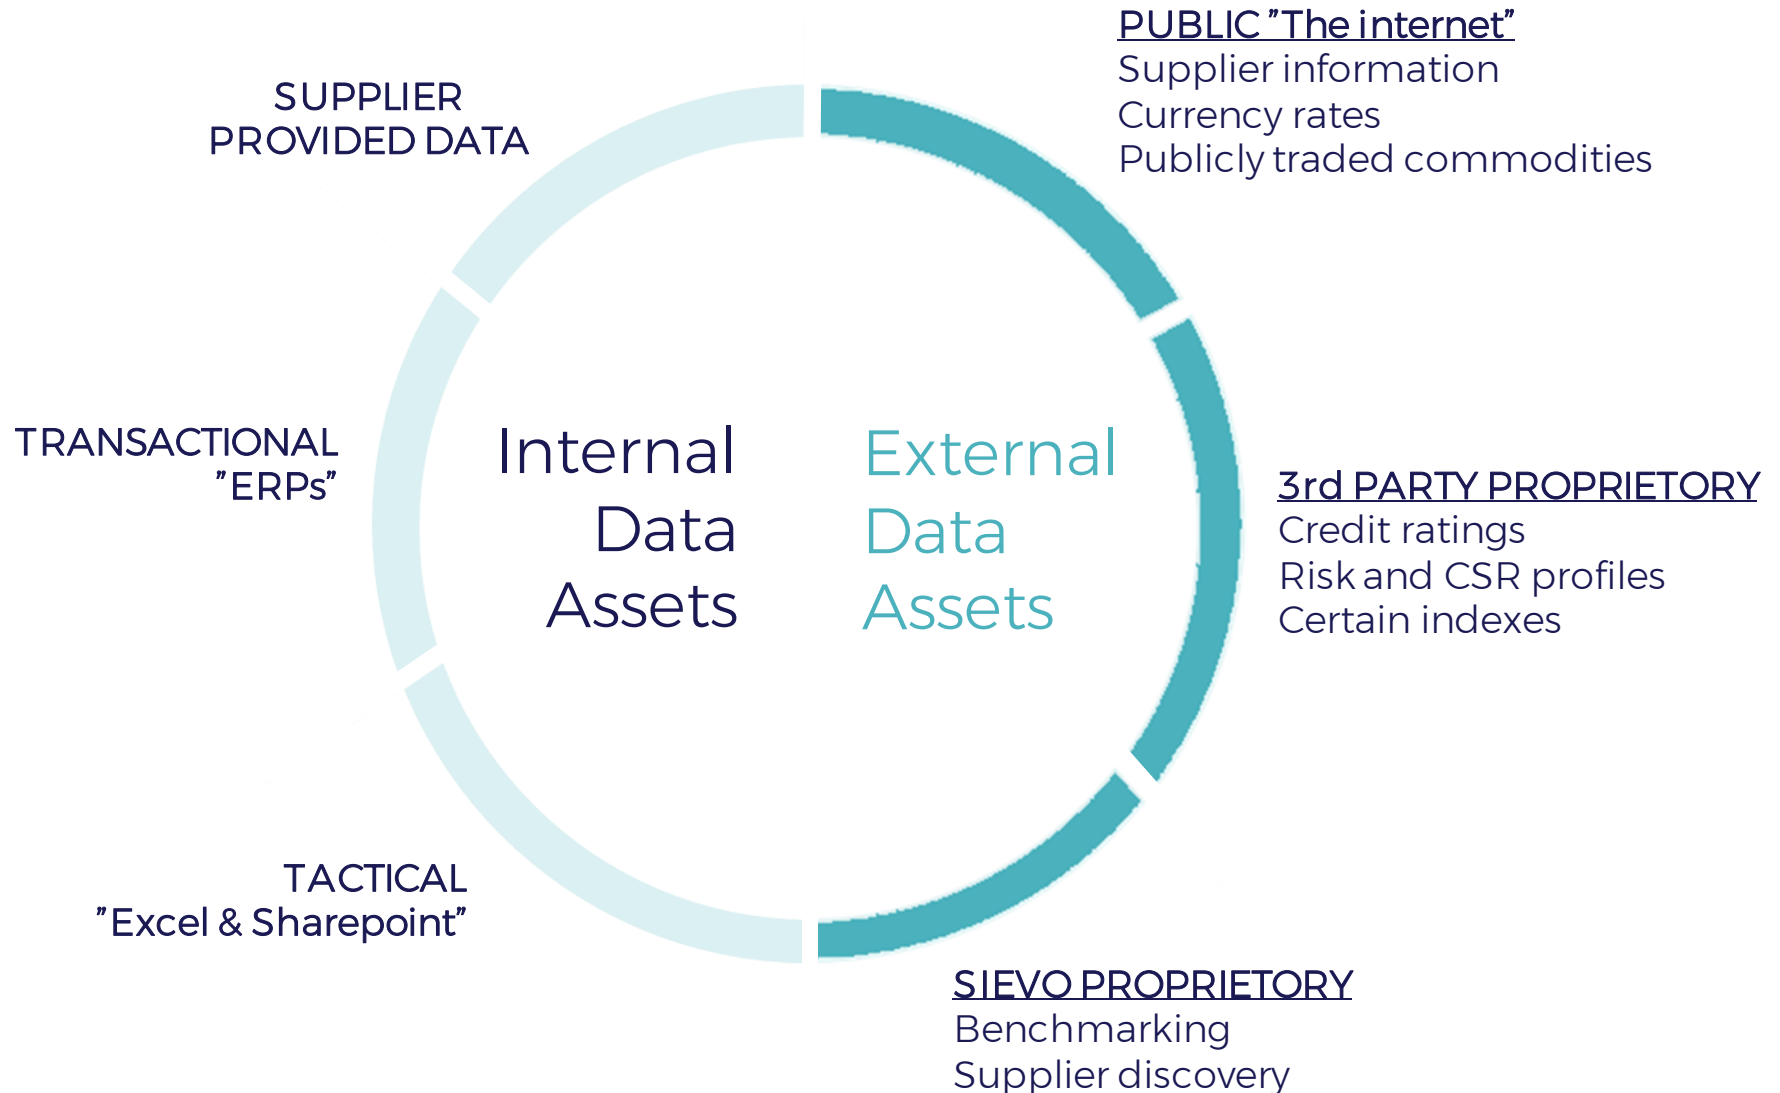 PUBLIC ”The internet”
Supplier information
Currency rates
Publicly traded commodities
SUPPLIER
PROVIDED DATA
TRANSACTIONAL
”ERPs”
Internal
Data
Assets
External
Data
Assets
3rd PARTY PROPRIETORY
Credit ratings
Risk and CSR profiles
Certain indexes
TACTICAL
”Excel & Sharepoint”
SIEVO PROPRIETORY
Benchmarking
Supplier discovery